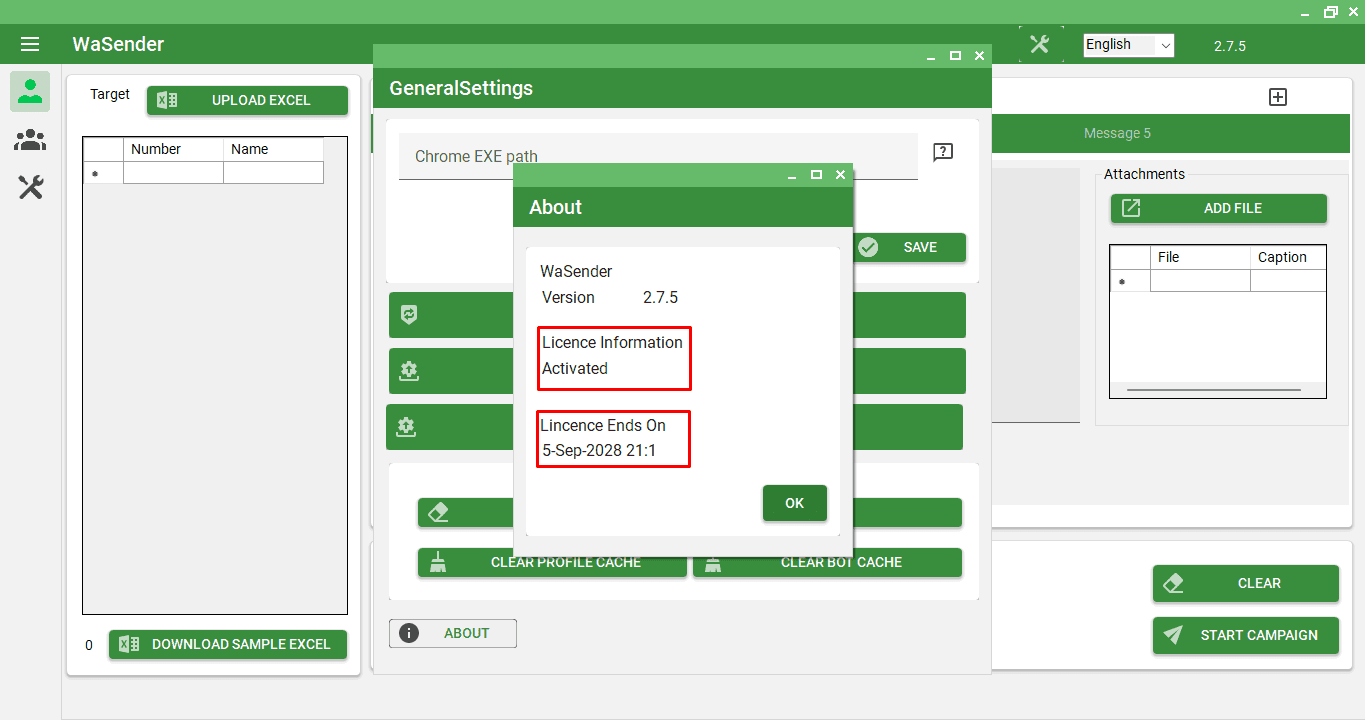 WaSender
English
2.7.5
Target
UPLOAD EXCEL
Number Name
0
DOWNLOAD SAMPLE EXCEL
GeneralSettings
Chrome EXE path
SAVE
CLEAR PROFILE CACHE
CLEAR BOT CACHE
ABOUT
About
WaSender
Version 2.7.5
Licence Information
Activated
Lincence Ends On
5-Sep-2028 21:1
OK
Message 5
Attachments
ADD FILE
File Caption
CLEAR
START CAMPAIGN